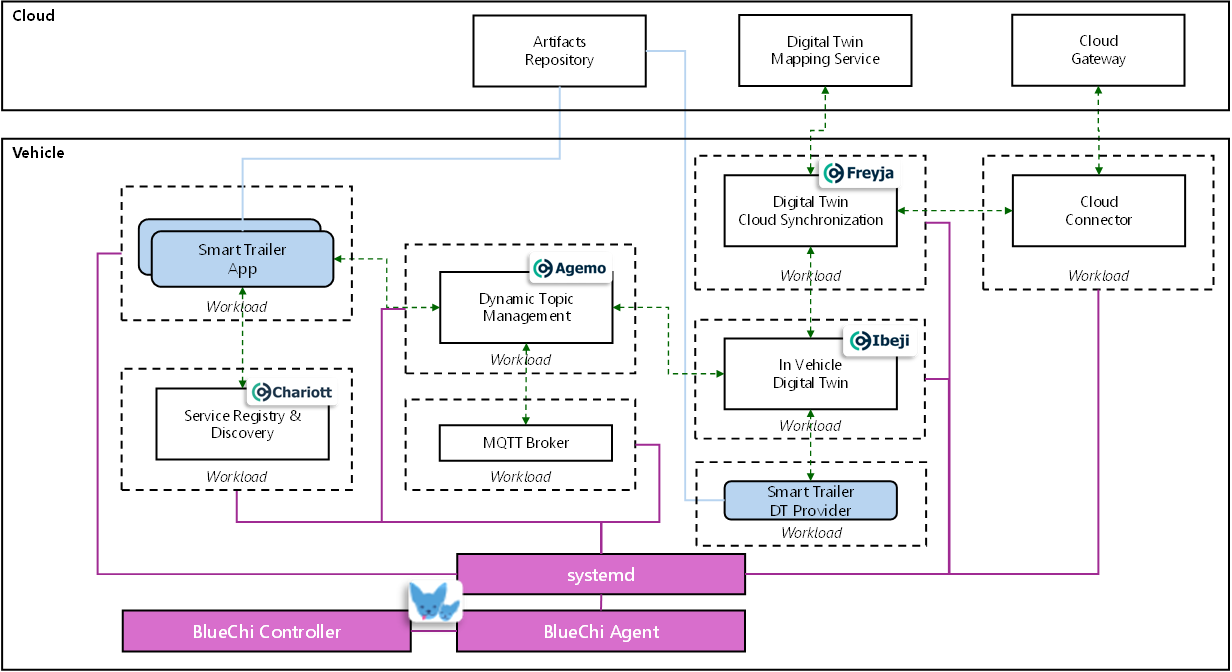 Cloud
Artifacts
Repository
Digital Twin
Mapping Service
Cloud
Gateway
Vehicle
Smart Trailer
App
Workload
Chariott
Service Registry &
Discovery
Workload
Agemo
Dynamic Topic
Management
Workload
MQTT Broker
Workload
Freyja
Digital Twin
Cloud Synchronization
Workload
Cloud
Connector
Workload
Ibeji
In Vehicle
Digital Twin
Workload
Smart Trailer
DT Provider
Workload
systemd
BlueChi Controller
BlueChi Agent